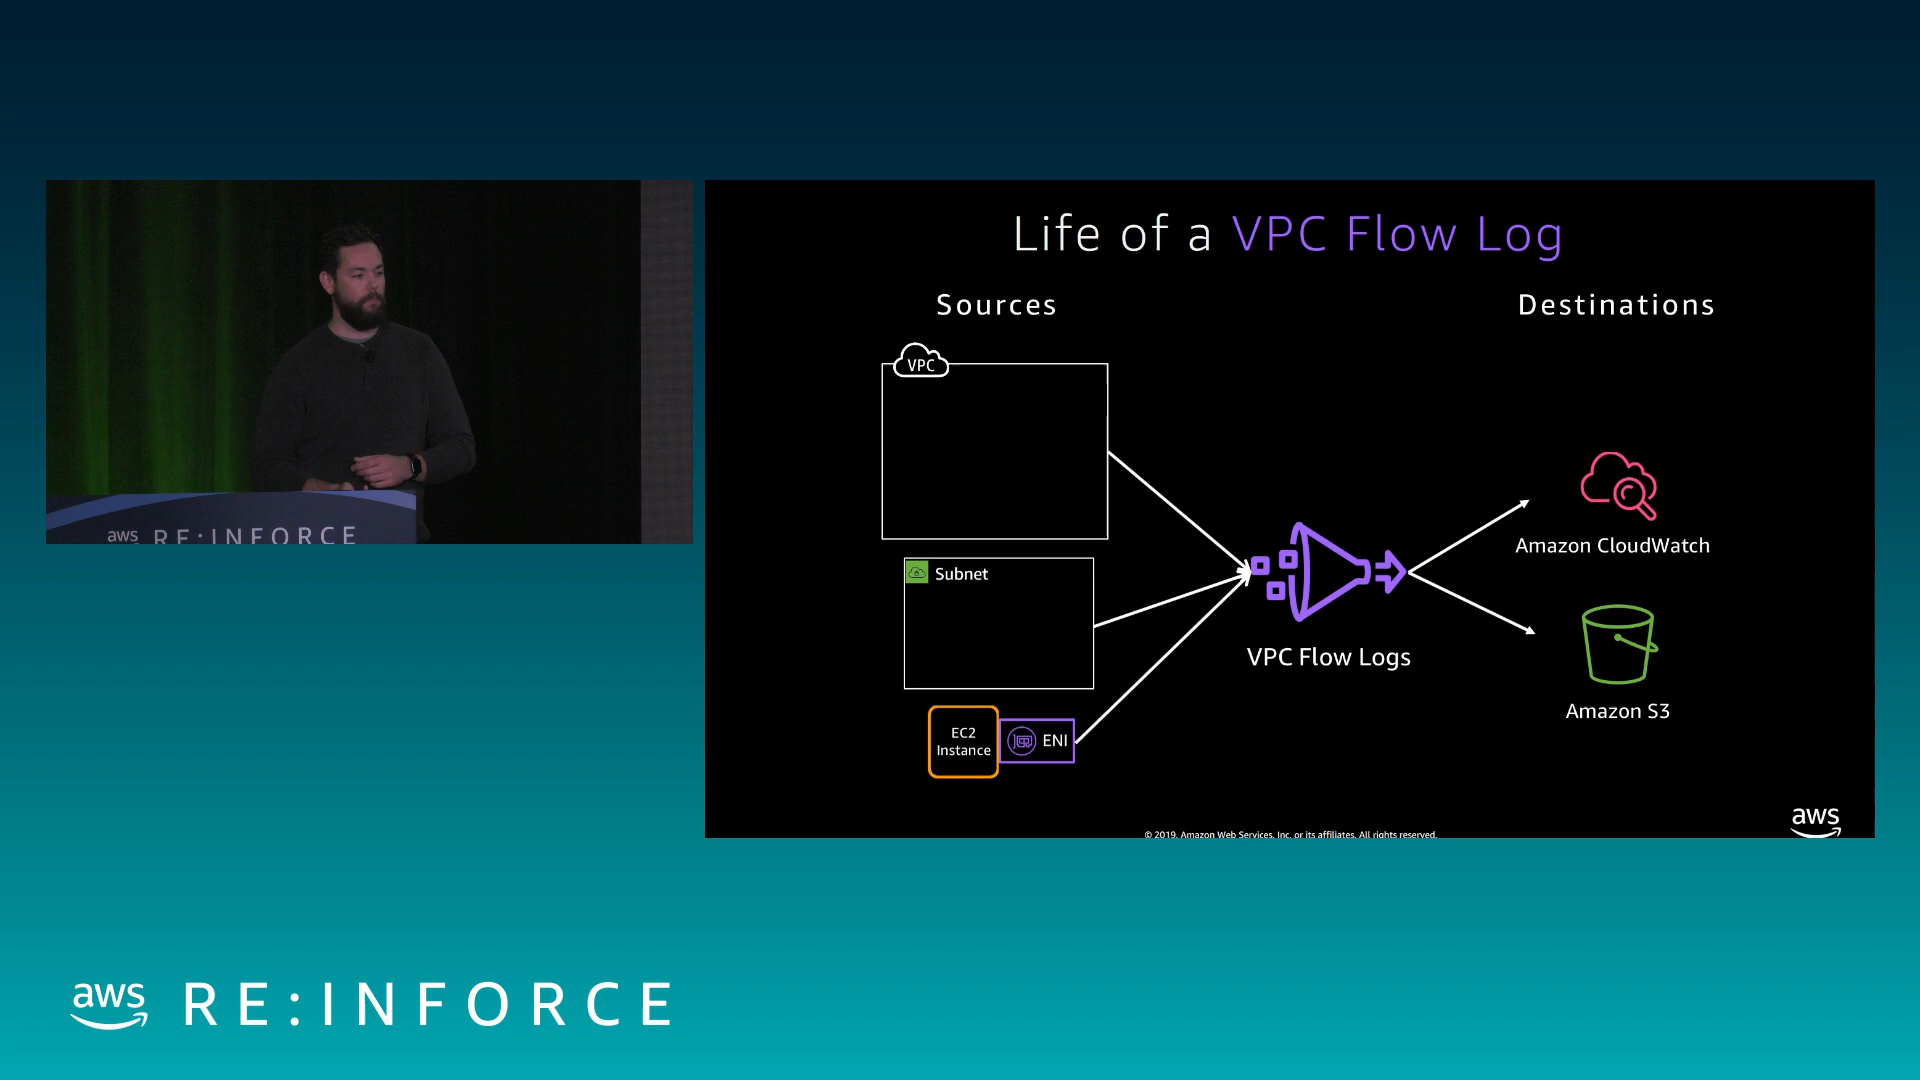 Life of a VPC Flow Log
Sources
Destinations
VPC
Subnet
EC2
Instance
ENI
VPC Flow Logs
Amazon CloudWatch
Amazon S3
© 2019, Amazon Web Services, Inc. or its affiliates. All rights reserved.
aws
aws RE:INFORCE
aws RE:INFORCE